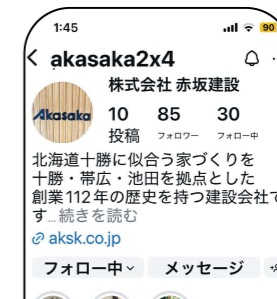 1:45
90
akasaka2x4
株式会社 赤坂建設
Akasaka
10 85 30
投稿 フォロワー フォロー中
北海道十勝に似合う家づくりを
十勝・帯広・池田を拠点とした
創業112年の歴史を持つ建設会社で
す... 続きを読む
aksk.co.jp
フォロー中 メッセージ